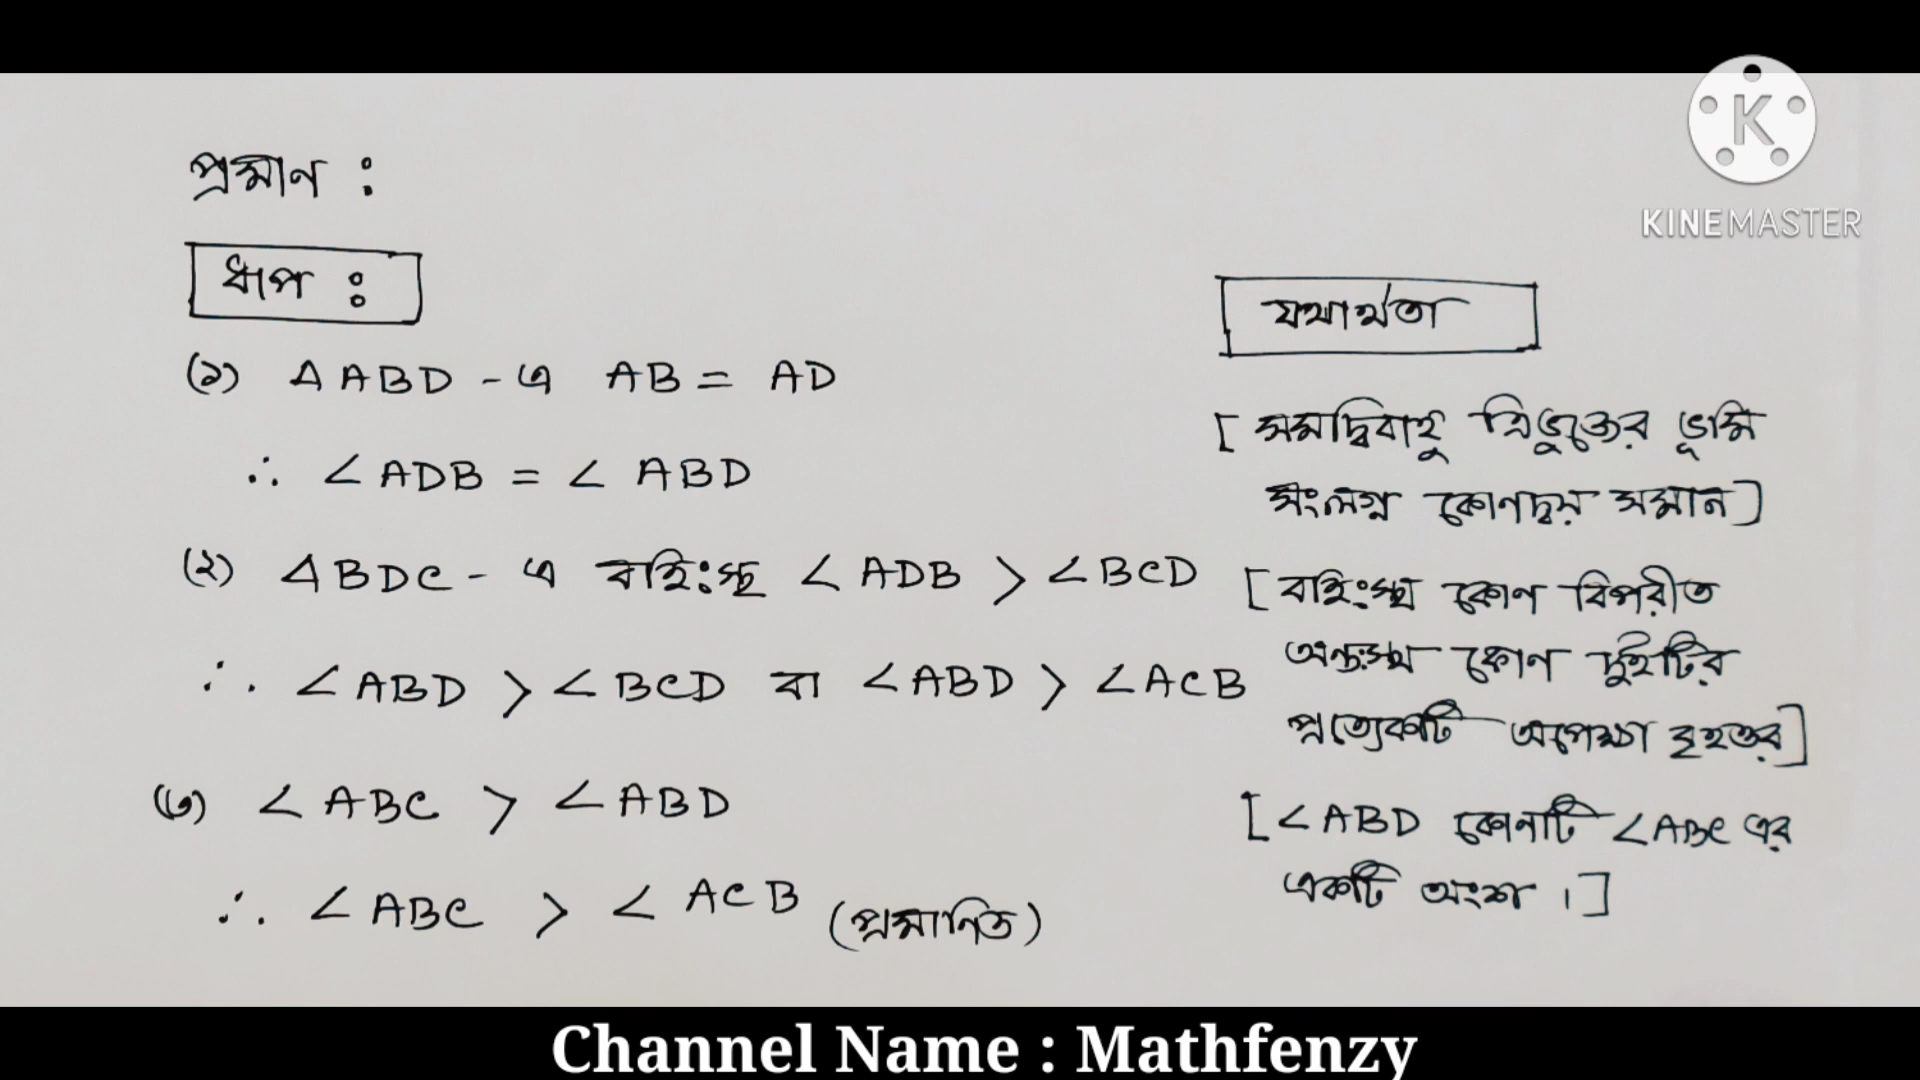 KINEMASTER
প্রমান :
ধাপ :
যথার্থতা
(১) Δ ABD - এ AB = AD
[ সমদ্বিবাহু ত্রিভুজের ভূমি
∴ ∠ADB = ∠ ABD
সংলগ্ন কোণদ্বয় সমান]
(২) Δ BDC - এ বহিঃস্থ ∠ADB > ∠BCD
[ বহিঃস্থ কোণ বিপরীত
অন্তঃস্থ কোণ দুইটির
∴ ∠ABD > ∠BCD বা ∠ABD > ∠ACB
প্রত্যেকটি অপেক্ষা বৃহত্তর]
(৩) ∠ABC > ∠ABD
[∠ABD কোনটি ∠ABC এর
একটি অংশ ।]
∴ ∠ABC > ∠ ACB (প্রমাণিত)
Channel Name : Mathfenzy